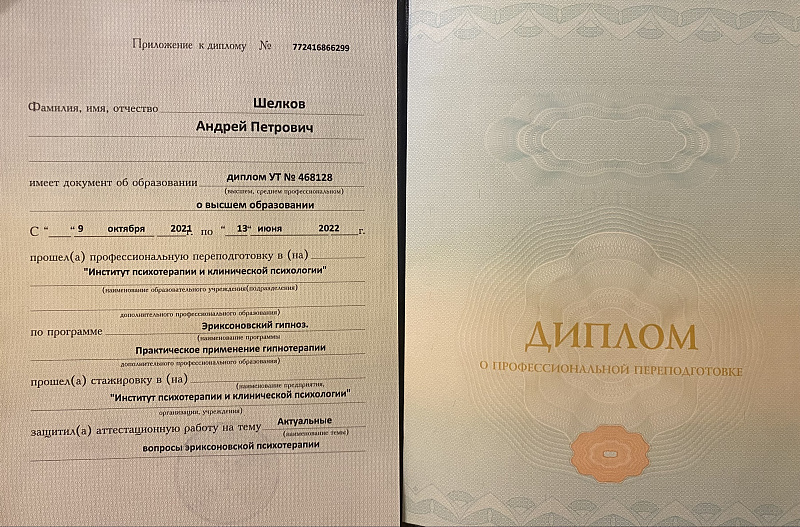 Приложение к диплому № 772416866299
Фамилия, имя, отчество Шелков
Андрей Петрович
имеет документ об образовании диплом УТ № 468128
(высшем, среднем профессиональном)
о высшем образовании
С “ “ 9 октября 2021г. по “ 13“ июня 2022 г.
прошел(а) профессиональную переподготовку в (на)
"Институт психотерапии и клинической психологии"
(наименование образовательного учреждения(подразделения)
дополнительного профессионального образования)
по программе Эриксоновский гипноз.
(наименование программы
Практическое применение гипнотерапии
дополнительного профессионального образования)
прошел(а) стажировку в (на) (наименование предприятия,
"Институт психотерапии и клинической психологии"
организации, учреждения)
защитил(а) аттестационную работу на тему Актуальные
(наименование темы)
вопросы эриксоновской психотерапии
ДИПЛОМ
О ПРОФЕССИОНАЛЬНОЙ ПЕРЕПОДГОТОВКЕ